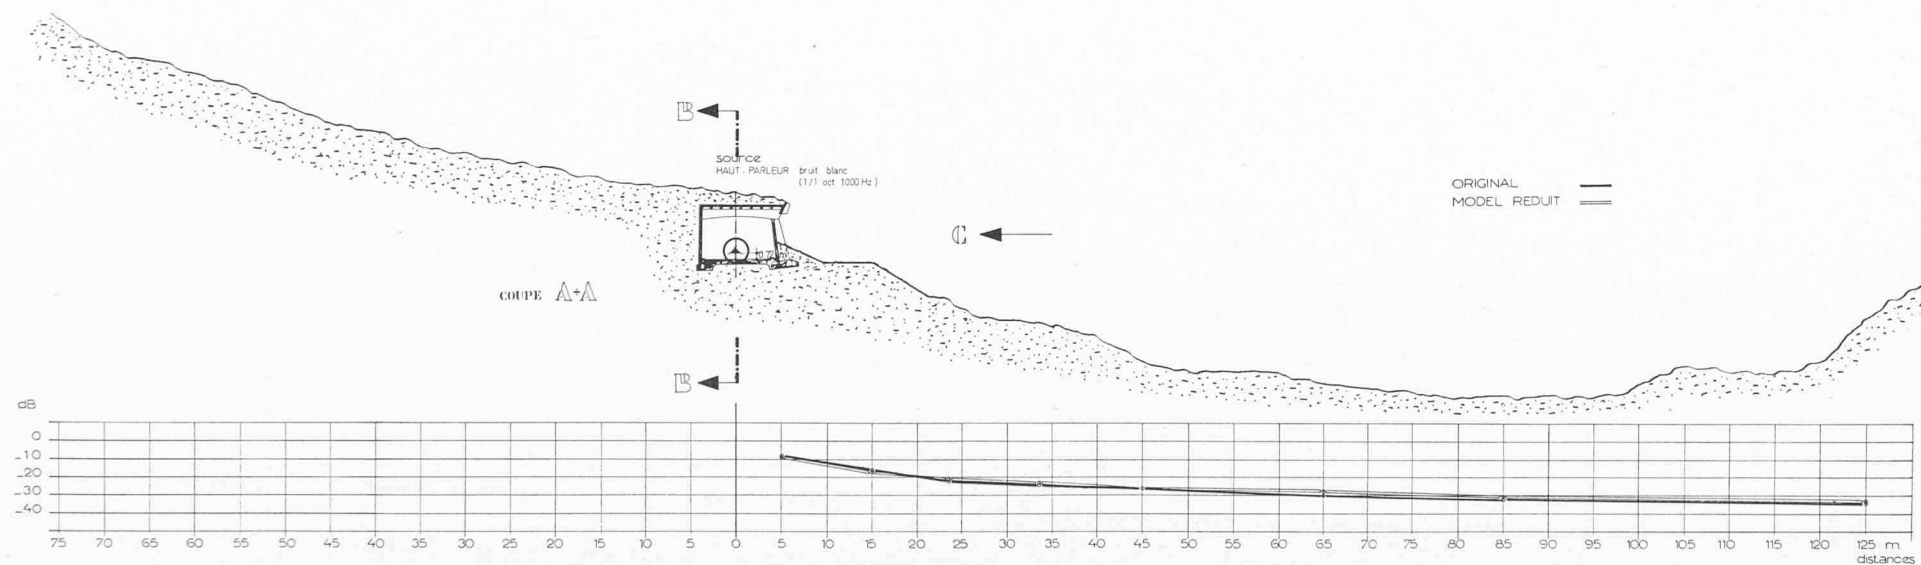 B
source
HAUT-PARLEUR bruit blanc
(1/1 oct 1000 Hz)
ORIGINAL
MODEL REDUIT
C
COUPE A÷A
B
dB
0
-10
-20
-30
-40
75 70 65 60 55 50 45 40 35 30 25 20 15 10 5 0 5 10 15 20 25 30 35 40 45 50 55 60 65 70 75 80 85 90 95 100 105 110 115 120 125 m.
distances